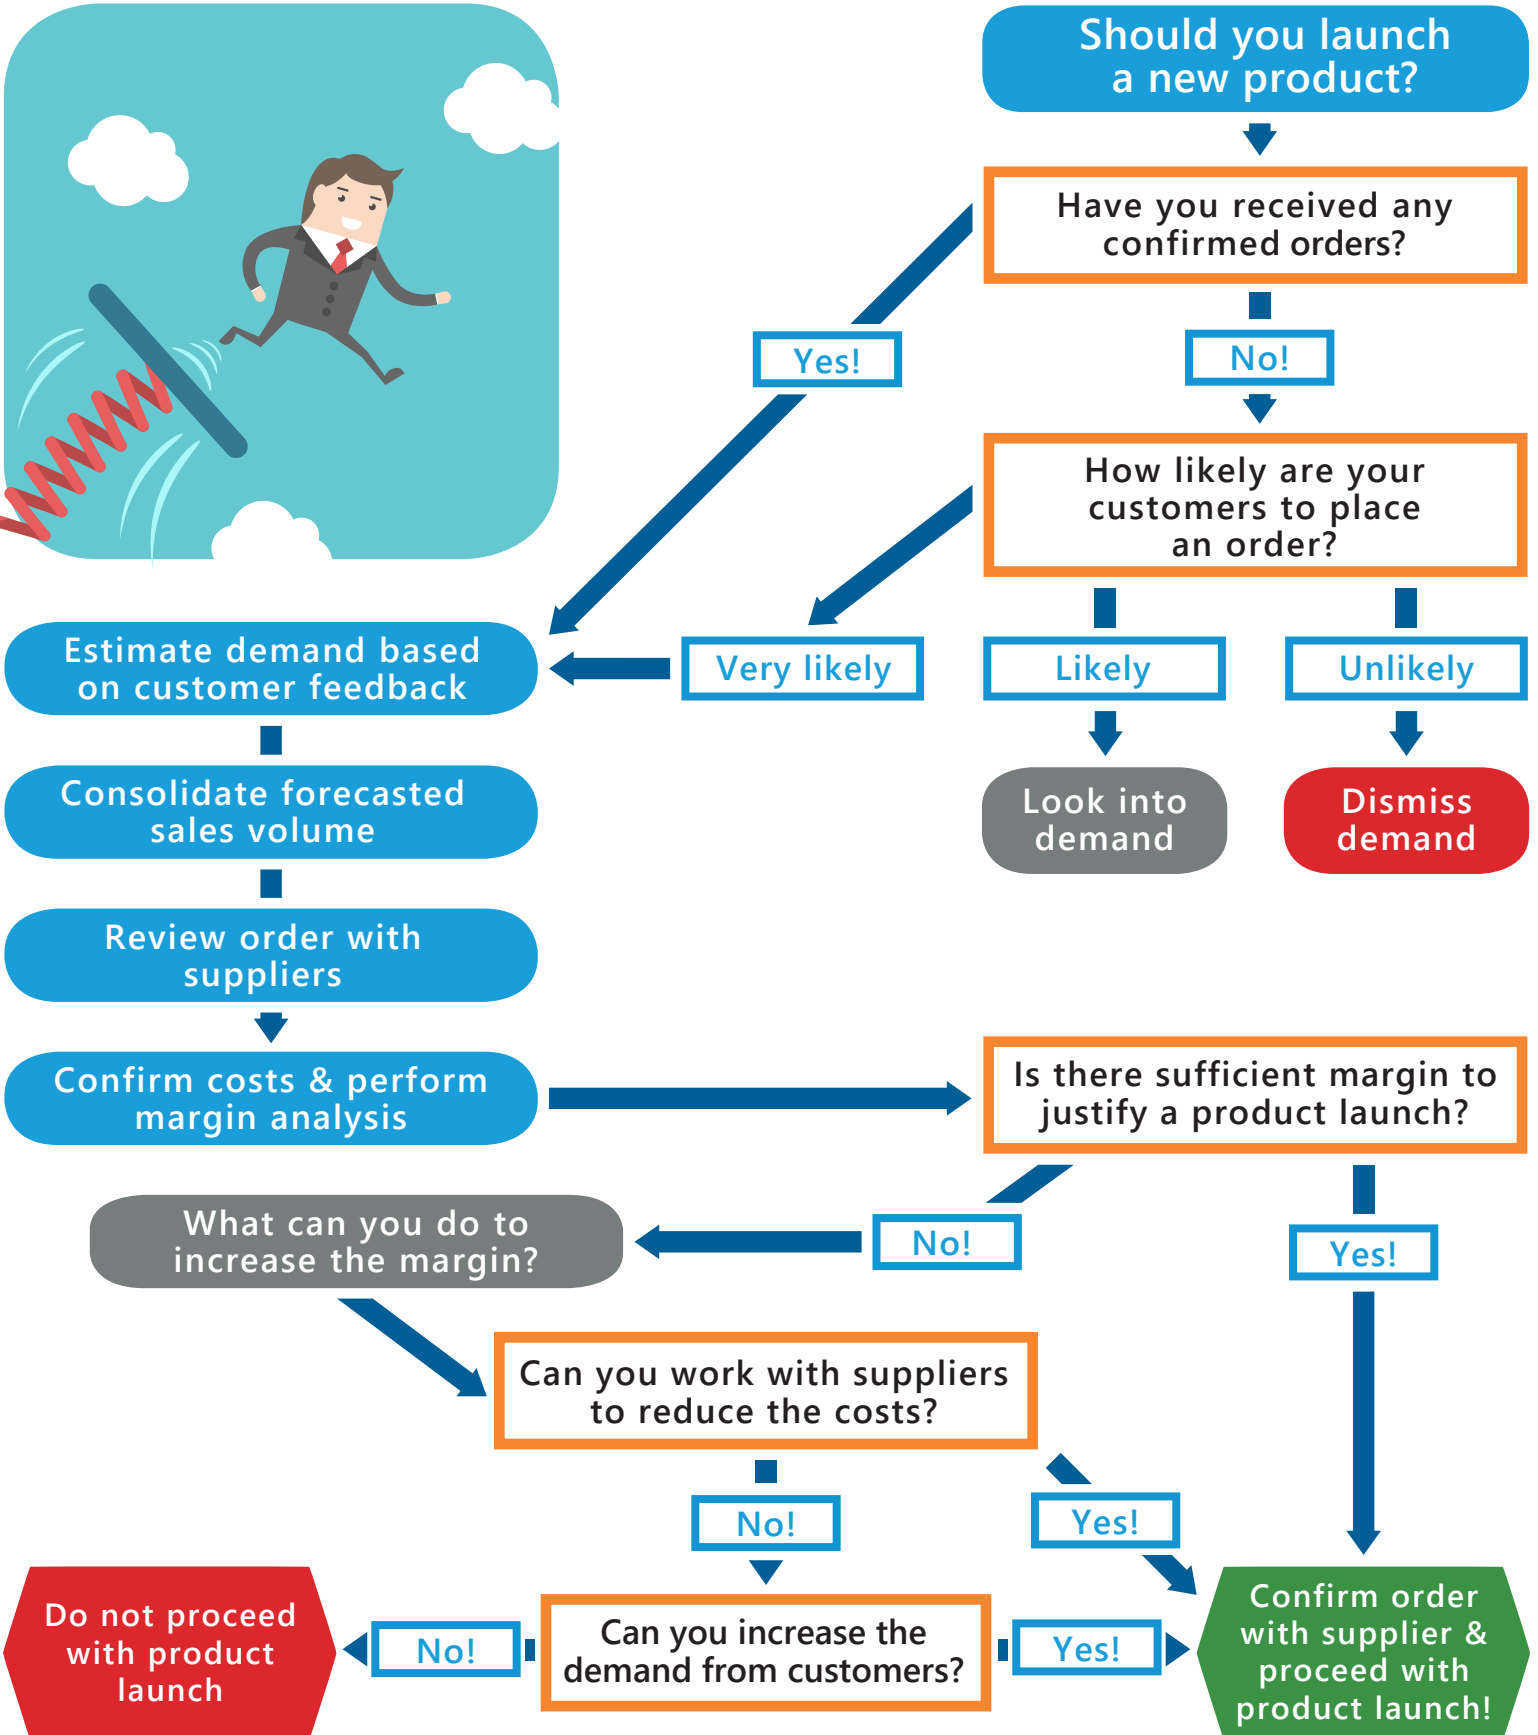 Should you launch
a new product?
Have you received any
confirmed orders?
Yes!
No!
How likely are your
customers to place
an order?
Very likely
Likely
Unlikely
Look into
demand
Dismiss
demand
Estimate demand based
on customer feedback
Consolidate forecasted
sales volume
Review order with
suppliers
Confirm costs & perform
margin analysis
Is there sufficient margin to
justify a product launch?
No!
Yes!
What can you do to
increase the margin?
Can you work with suppliers
to reduce the costs?
No!
Yes!
Can you increase the
demand from customers?
No!
Yes!
Do not proceed
with product
launch
Confirm order
with supplier &
proceed with
product launch!